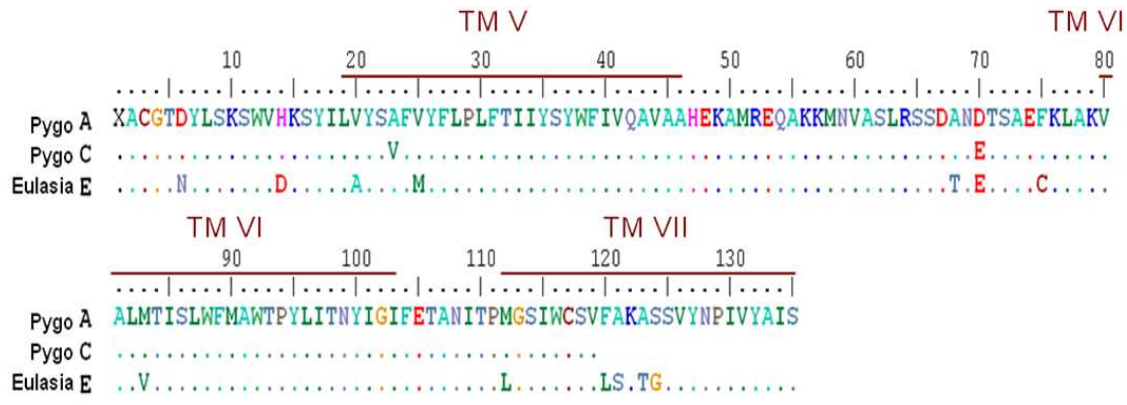 TM V TM VI
10 20 30 40 50 60 70 80
Pygo A XACGTDYLSKSWVHKSYILVYSAFVYFLPLFTIIYSYWFIVQAVAAHEKAMREQAKKMNVASLRSSDANDTSAEFKLAKV
Pygo C ......................V..............................................E..........
Eulasia E .....N.......D.....A....M..........................................T.E....C.....
TM VI TM VII
90 100 110 120 130
Pygo A ALMTISLWFMAWTPYLITNYIGIFETANITPMGSIWCSVFAKASSVYNPIVYAIS
Pygo C .......................................
Eulasia E ..V............................L.......LS.TG...........